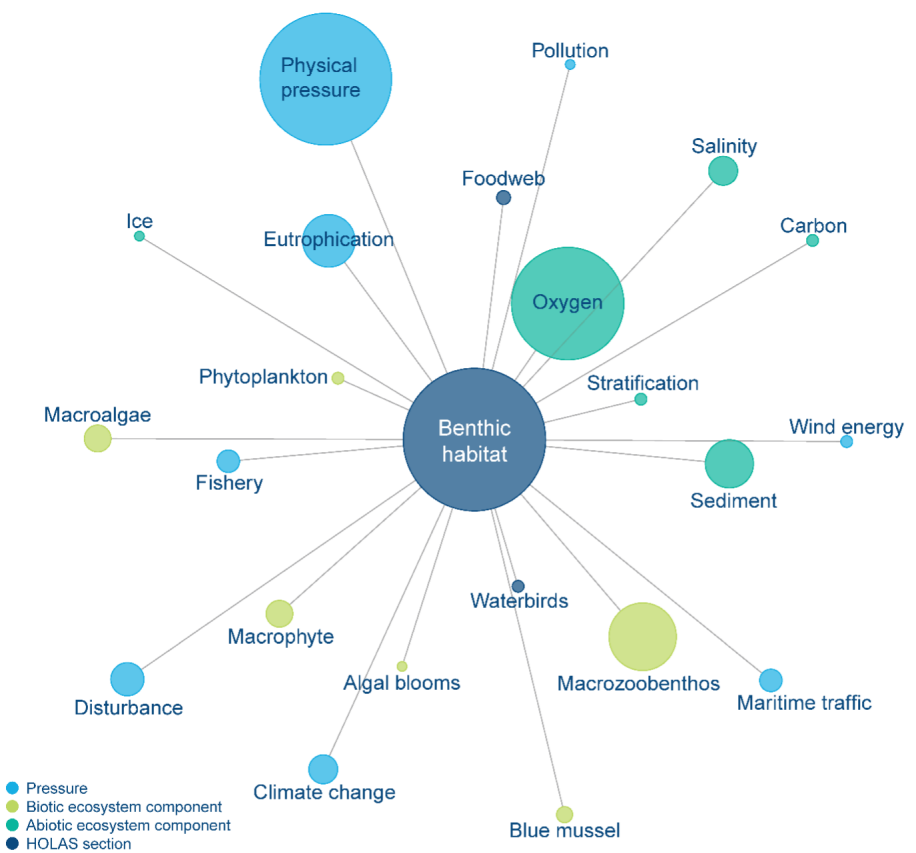 Physical
pressure
Pollution
Salinity
Foodweb
Ice
Carbon
Eutrophication
Oxygen
Phytoplankton
Stratification
Macroalgae
Wind energy
Benthic
habitat
Fishery
Sediment
Waterbirds
Macrophyte
Algal blooms
Macrozoobenthos
Disturbance
Maritime traffic
Climate change
Blue mussel
Pressure
Biotic ecosystem component
Abiotic ecosystem component
HOLAS section